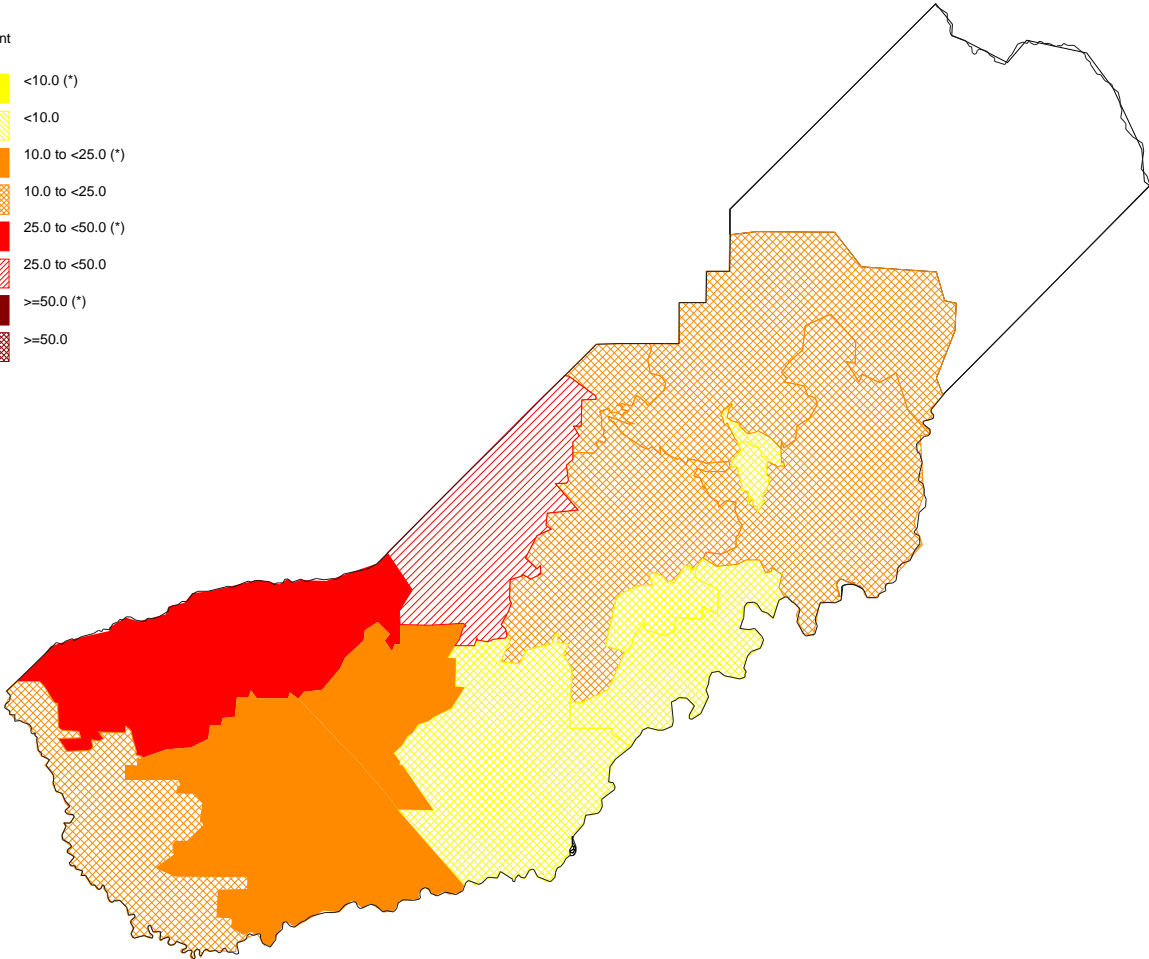 nt
<10.0 (*)
<10.0
10.0 to <25.0 (*)
10.0 to <25.0
25.0 to <50.0 (*)
25.0 to <50.0
>=50.0 (*)
>=50.0